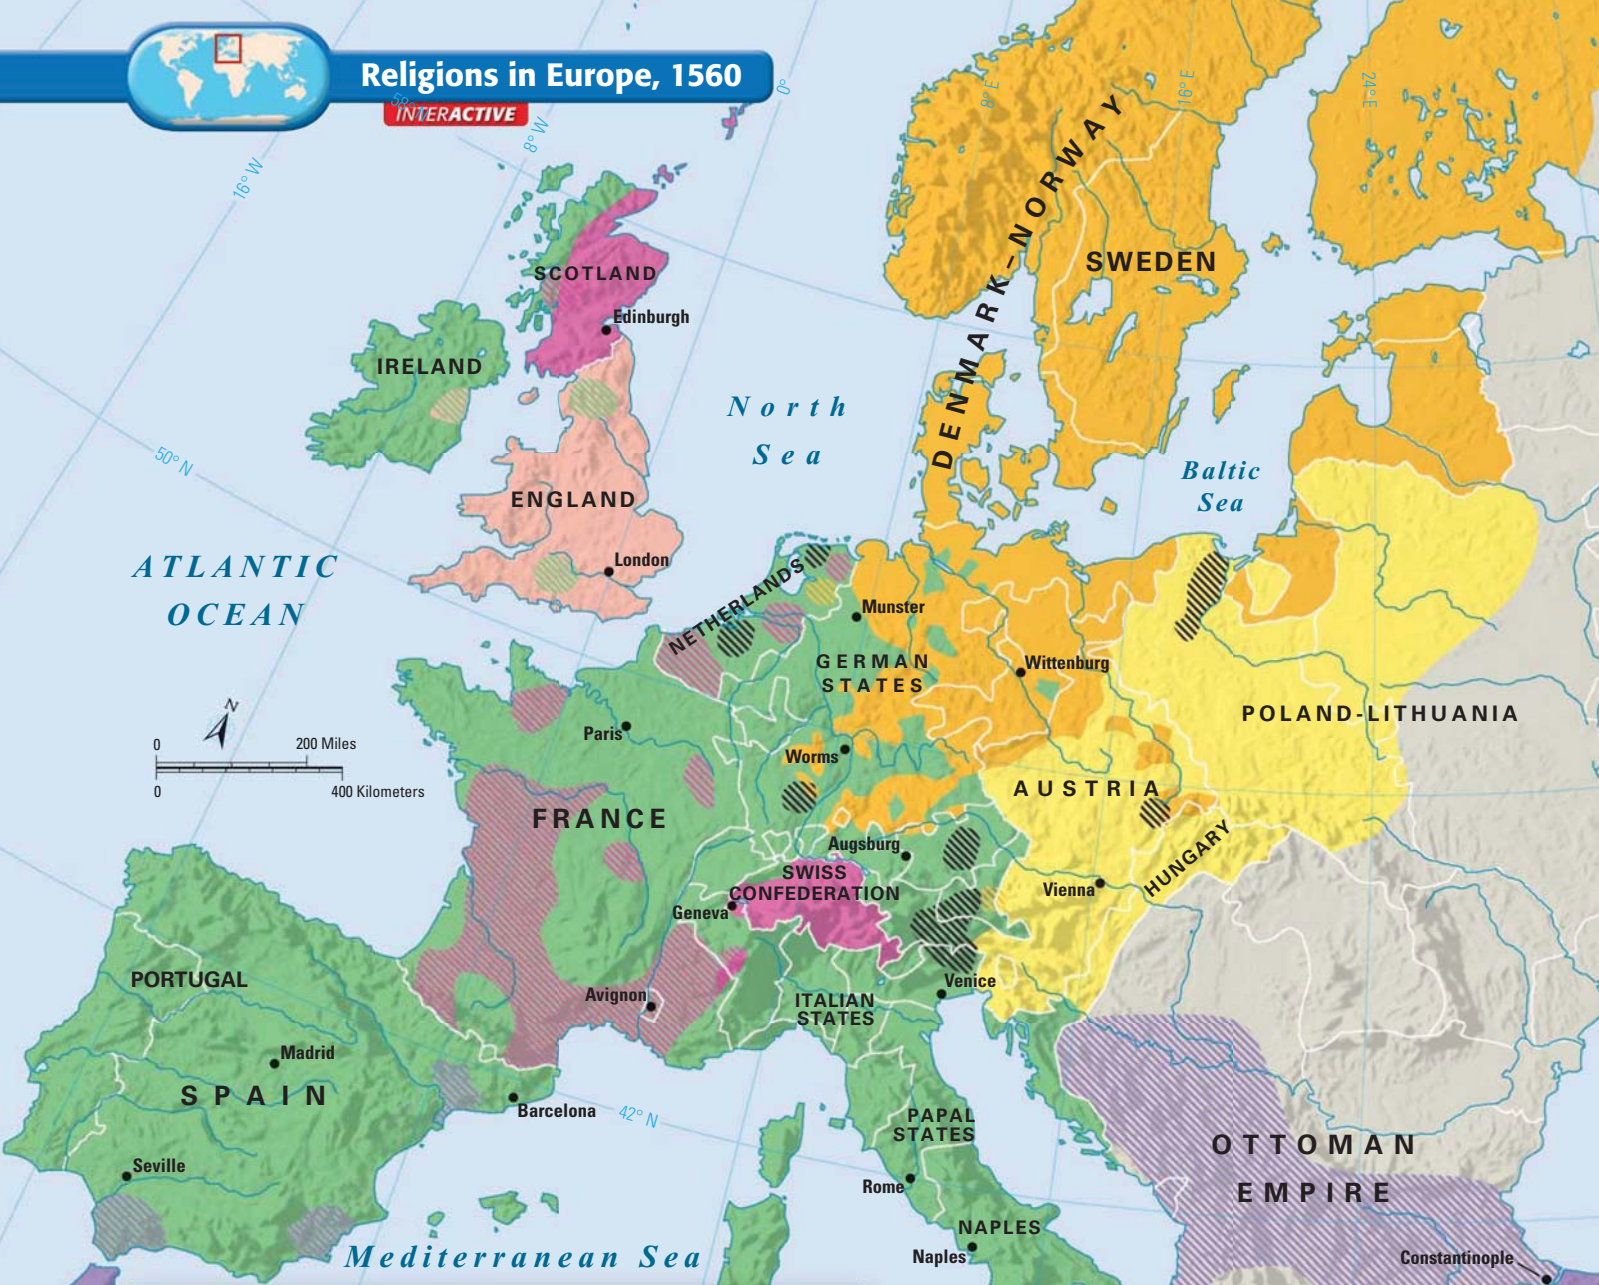 Religions in Europe, 1560
INTERACTIVE
58° N
16° W
8° W
0°
8° E
16° E
24° E
SCOTLAND
Edinburgh
IRELAND
ENGLAND
London
50° N
North
Sea
DENMARK–NORWAY
SWEDEN
Baltic
Sea
ATLANTIC
OCEAN
NETHERLANDS
Munster
GERMAN
STATES
Wittenburg
POLAND-LITHUANIA
N
0 200 Miles
0 400 Kilometers
Paris
Worms
FRANCE
AUSTRIA
Augsburg
SWISS
CONFEDERATION
Geneva
Vienna
HUNGARY
PORTUGAL
Avignon
Venice
ITALIAN
STATES
Madrid
SPAIN
Barcelona
42° N
PAPAL
STATES
OTTOMAN
EMPIRE
Seville
Rome
NAPLES
Naples
Mediterranean Sea
Constantinople